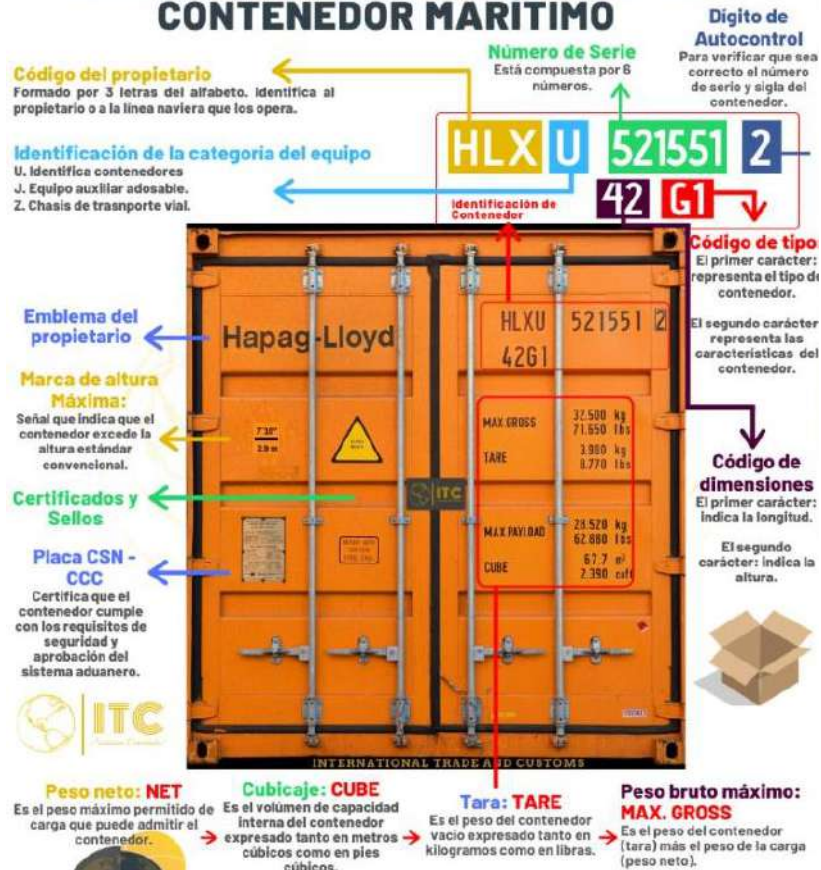 CONTENEDOR MARITIMO
Código del propietario
Formado por 3 letras del alfabeto. Identifica al
propietario o a la línea naviera que los opera.
Número de Serie
Está compuesta por 6
números.
Dígito de
Autocontrol
Para verificar que sea
correcto el número
de serie y sigla del
contenedor.
Identificación de la categoria del equipo
U. Identifica contenedores
J. Equipo auxiliar adosable.
Z. Chasis de trasnporte vial.
HLX U 521551 2
42 G1
Identificación de
Contenedor
Código de tipo:
El primer carácter:
representa el tipo de
contenedor.
El segundo carácter
representa las
características del
contenedor.
Emblema del
propietario
Hapag-Lloyd
HLXU 521551 2
42G1
Marca de altura
Máxima:
Señal que indica que el
contenedor excede la
altura estándar
convencional.
MAX.GROSS 32.500 kg
71.650 lbs
TARE 3.980 kg
8.770 lbs
MAX.PAYLOAD 28.520 kg
62.880 lbs
CUBE 67.7 m³
2.390 cuft
ITC
Certificados y
Sellos
Placa CSN -
CCC
Certifica que el
contenedor cumple
con los requisitos de
seguridad y
aprobación del
sistema aduanero.
Código de
dimensiones
El primer carácter:
indica la longitud.
El segundo
carácter: indica la
altura.
ITC
INTERNATIONAL TRADE AND CUSTOMS
Peso neto: NET
Es el peso máximo permitido de
carga que puede admitir el
contenedor.
Cubicaje: CUBE
Es el volúmen de capacidad
interna del contenedor
expresado tanto en metros
cúbicos como en pies
cúbicos.
Tara: TARE
Es el peso del contenedor
vacío expresado tanto en
kilogramos como en libras.
Peso bruto máximo:
MAX. GROSS
Es el peso del contenedor
(tara) más el peso de la carga
(peso neto).